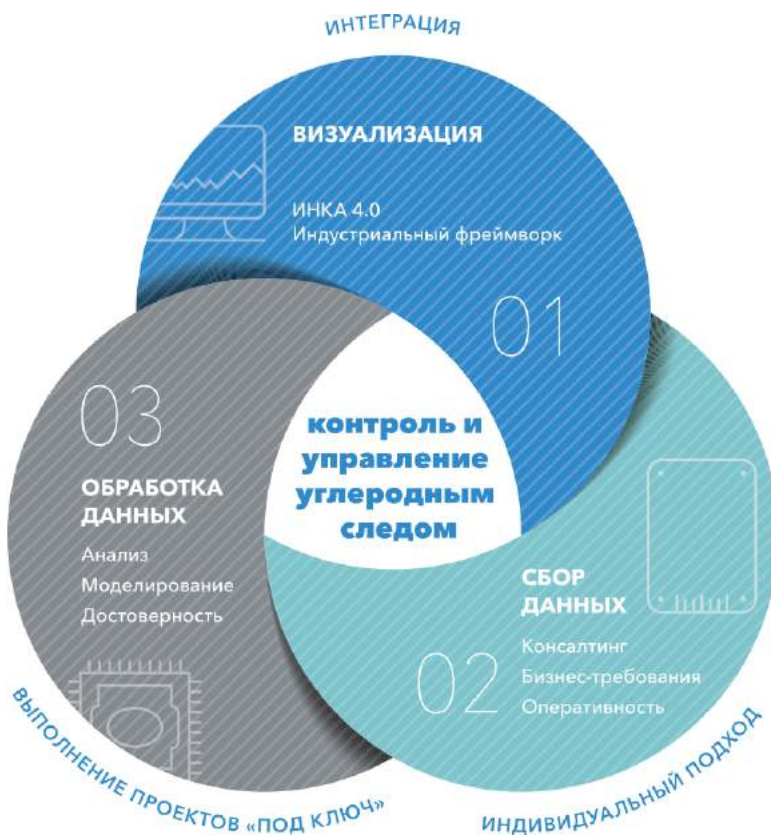 ИНТЕГРАЦИЯ
ВИЗУАЛИЗАЦИЯ
ИНКА 4.0
Индустриальный фреймворк
01
03
ОБРАБОТКА
ДАННЫХ
Анализ
Моделирование
Достоверность
контроль и
управление
углеродным
следом
СБОР
ДАННЫХ
02
Консалтинг
Бизнес-требования
Оперативность
ВЫПОЛНЕНИЕ ПРОЕКТОВ «ПОД КЛЮЧ»
ИНДИВИДУАЛЬНЫЙ ПОДХОД